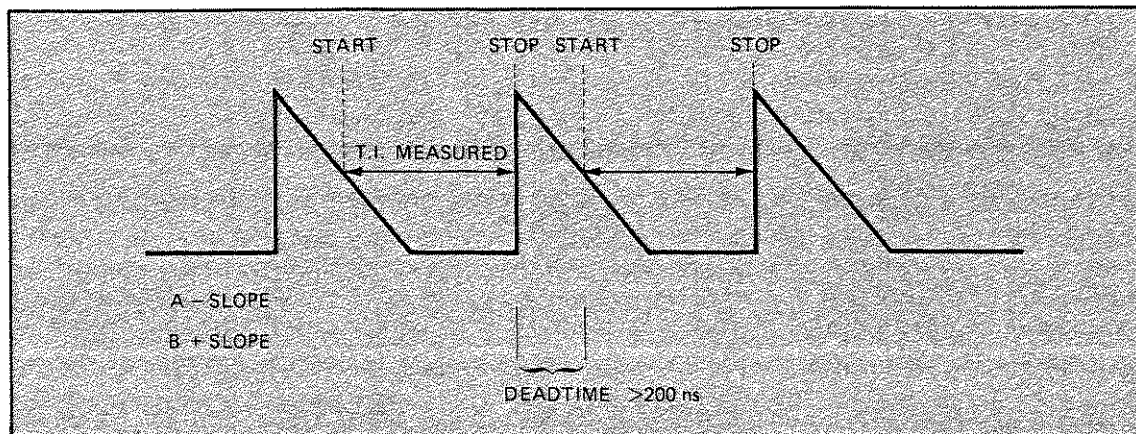 START STOP START STOP
T.I. MEASURED
A – SLOPE
B + SLOPE
DEADTIME >200 ns